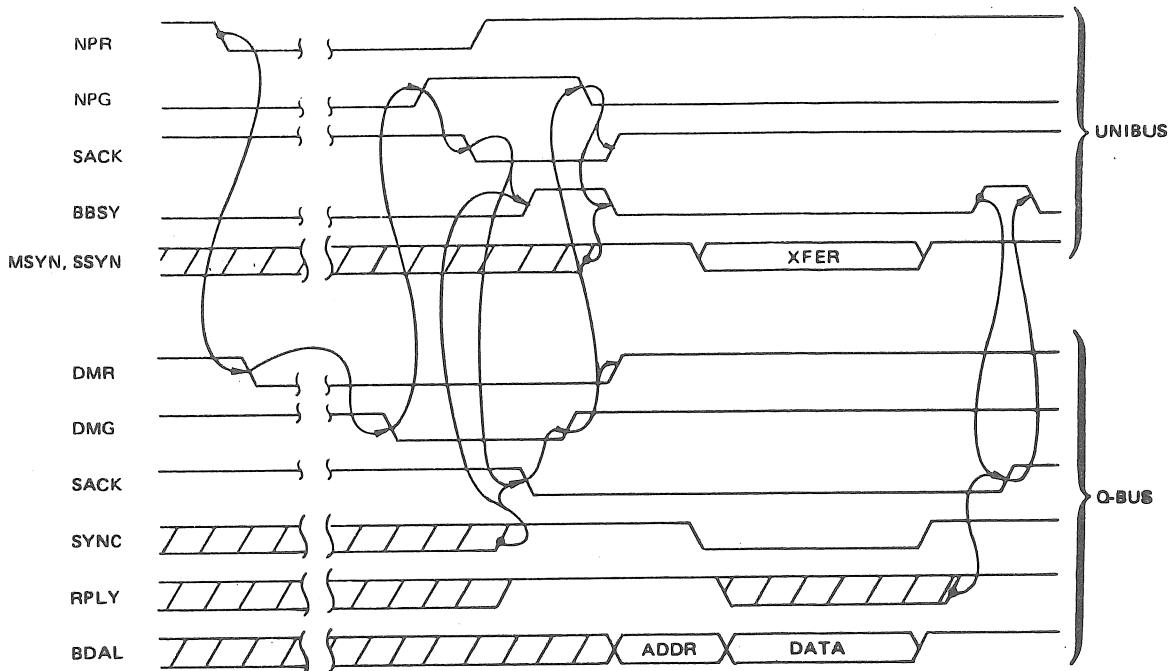 NPR
NPG
SACK
UNIBUS
BBSY
MSYN, SSYN
XFER
DMR
DMG
SACK
Q-BUS
SYNC
RPLY
BDAL
ADDR
DATA